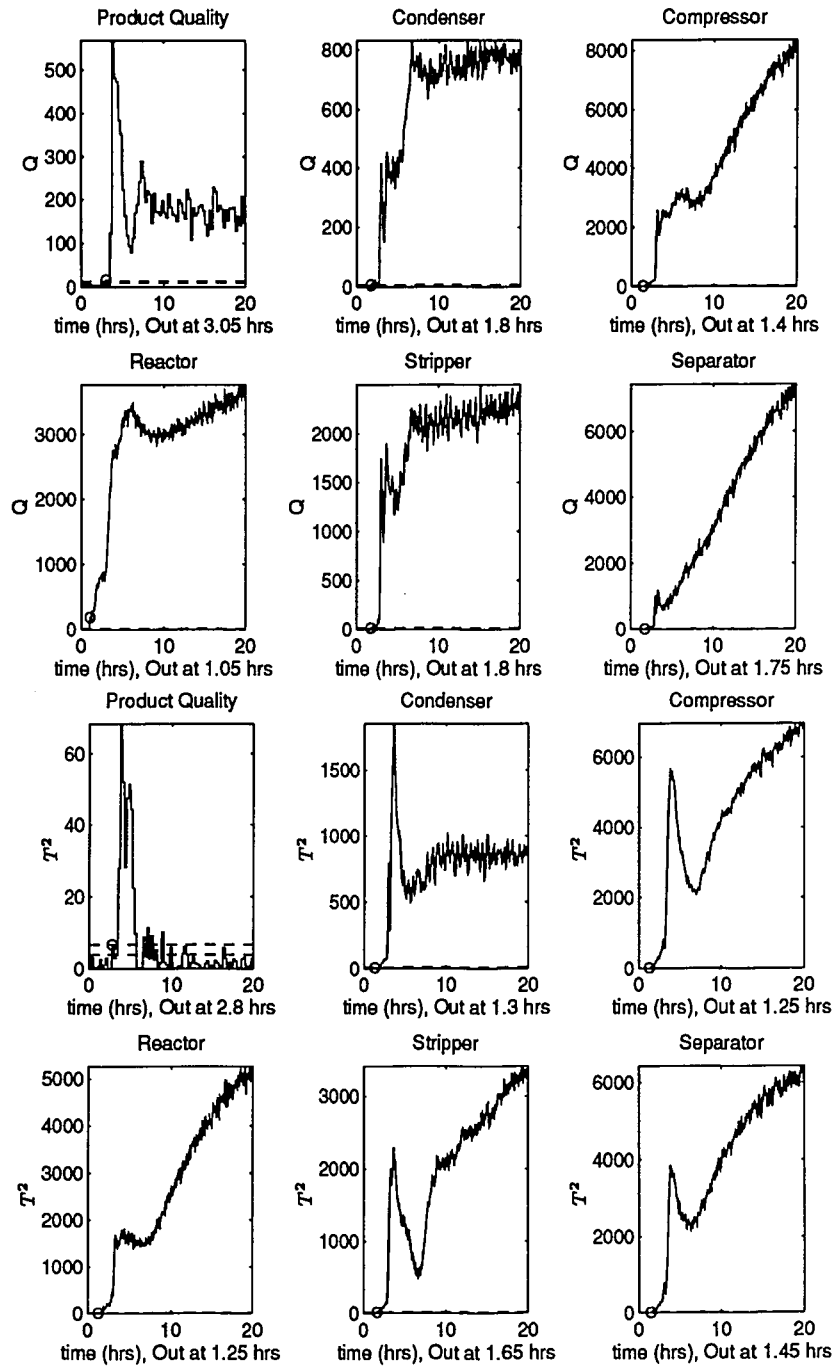 Product Quality
Condenser
Compressor
500
400
300
200
100
0
Q
0
10
20
time (hrs), Out at 3.05 hrs
800
600
400
200
0
Q
0
10
20
time (hrs), Out at 1.8 hrs
8000
6000
4000
2000
0
Q
0
10
20
time (hrs), Out at 1.4 hrs
Reactor
Stripper
Separator
3000
2000
1000
0
Q
0
10
20
time (hrs), Out at 1.05 hrs
2000
1500
1000
500
0
Q
0
10
20
time (hrs), Out at 1.8 hrs
6000
4000
2000
0
Q
0
10
20
time (hrs), Out at 1.75 hrs
Product Quality
Condenser
Compressor
60
40
20
0
T²
0
10
20
time (hrs), Out at 2.8 hrs
1500
1000
500
0
T²
0
10
20
time (hrs), Out at 1.3 hrs
6000
4000
2000
0
T²
0
10
20
time (hrs), Out at 1.25 hrs
Reactor
Stripper
Separator
5000
4000
3000
2000
1000
0
T²
0
10
20
time (hrs), Out at 1.25 hrs
3000
2000
1000
0
T²
0
10
20
time (hrs), Out at 1.65 hrs
6000
4000
2000
0
T²
0
10
20
time (hrs), Out at 1.45 hrs